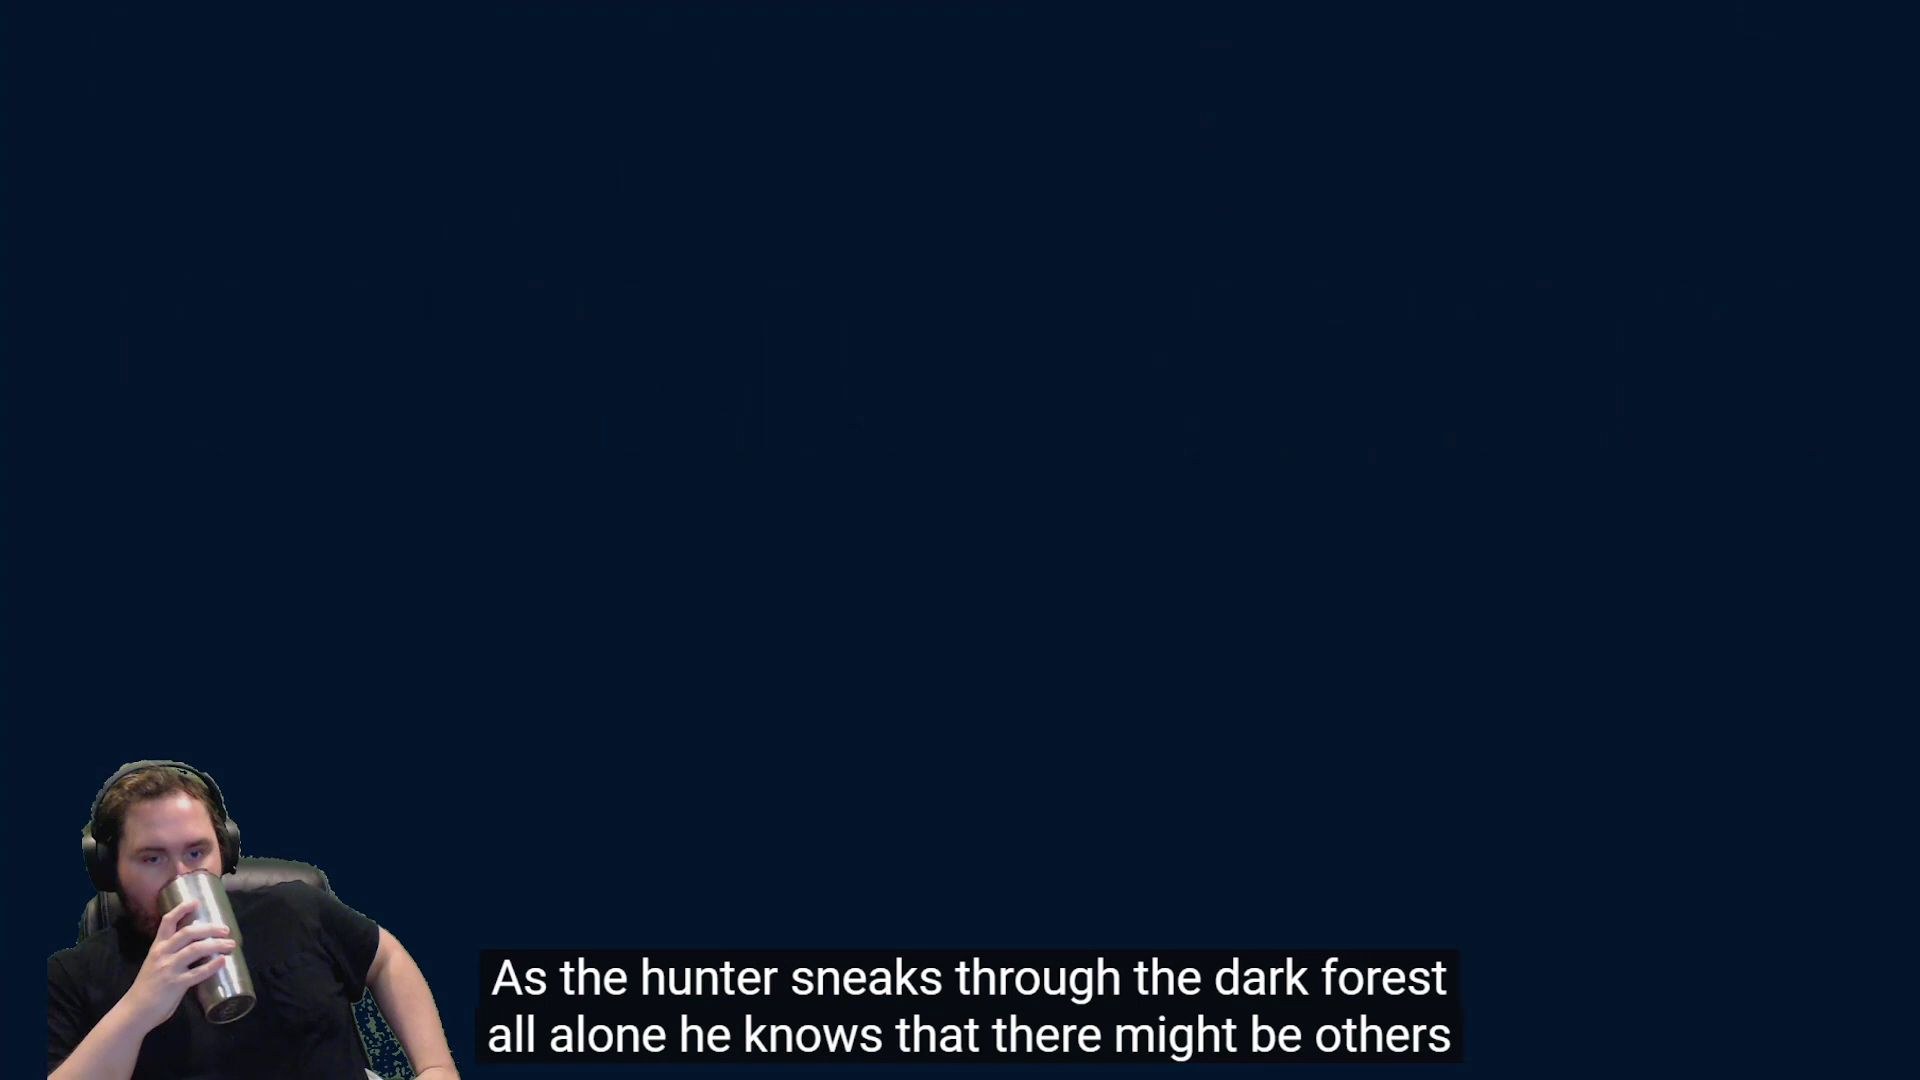 As the hunter sneaks through the dark forest
all alone he knows that there might be others